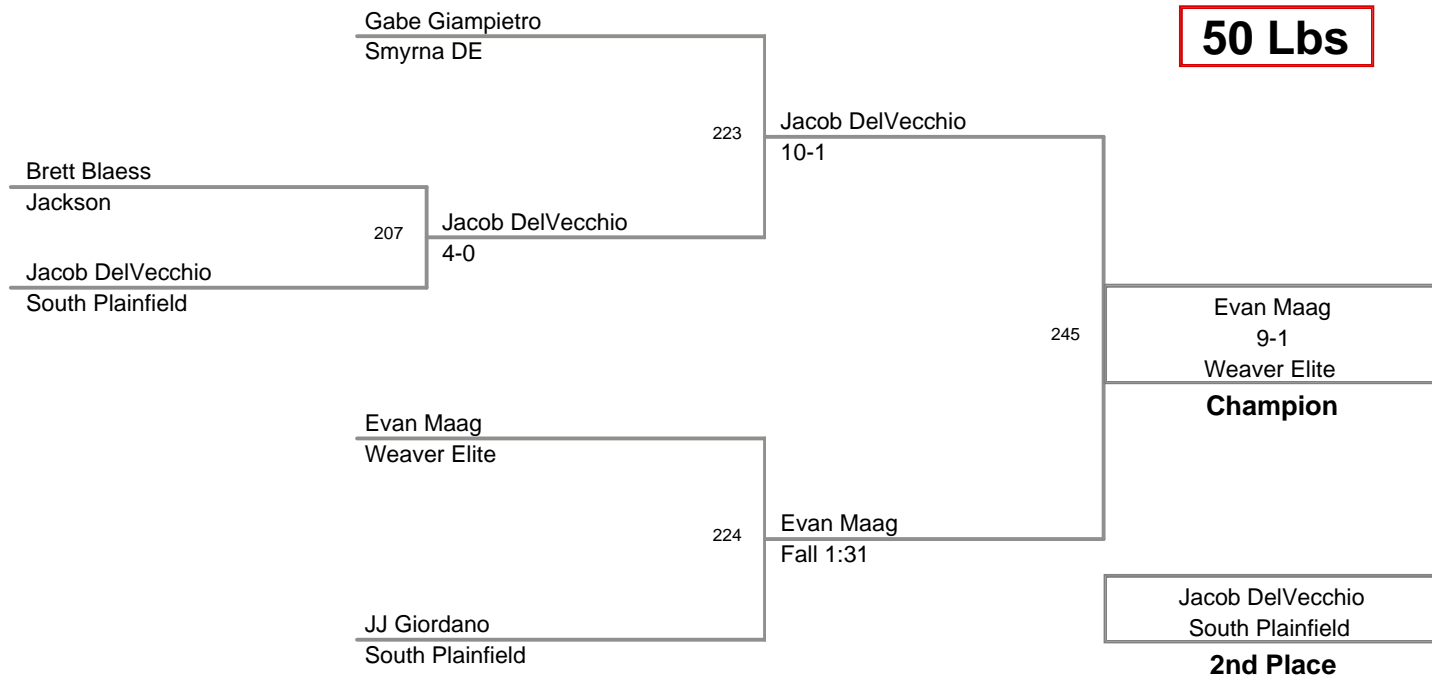 Gabe Giampietro
Smyrna DE
50 Lbs
223
Jacob DelVecchio
10-1
Brett Blaess
Jackson
207
Jacob DelVecchio
4-0
Jacob DelVecchio
South Plainfield
245
Evan Maag
9-1
Weaver Elite
Champion
Evan Maag
Weaver Elite
224
Evan Maag
Fall 1:31
JJ Giordano
South Plainfield
Jacob DelVecchio
South Plainfield
2nd Place